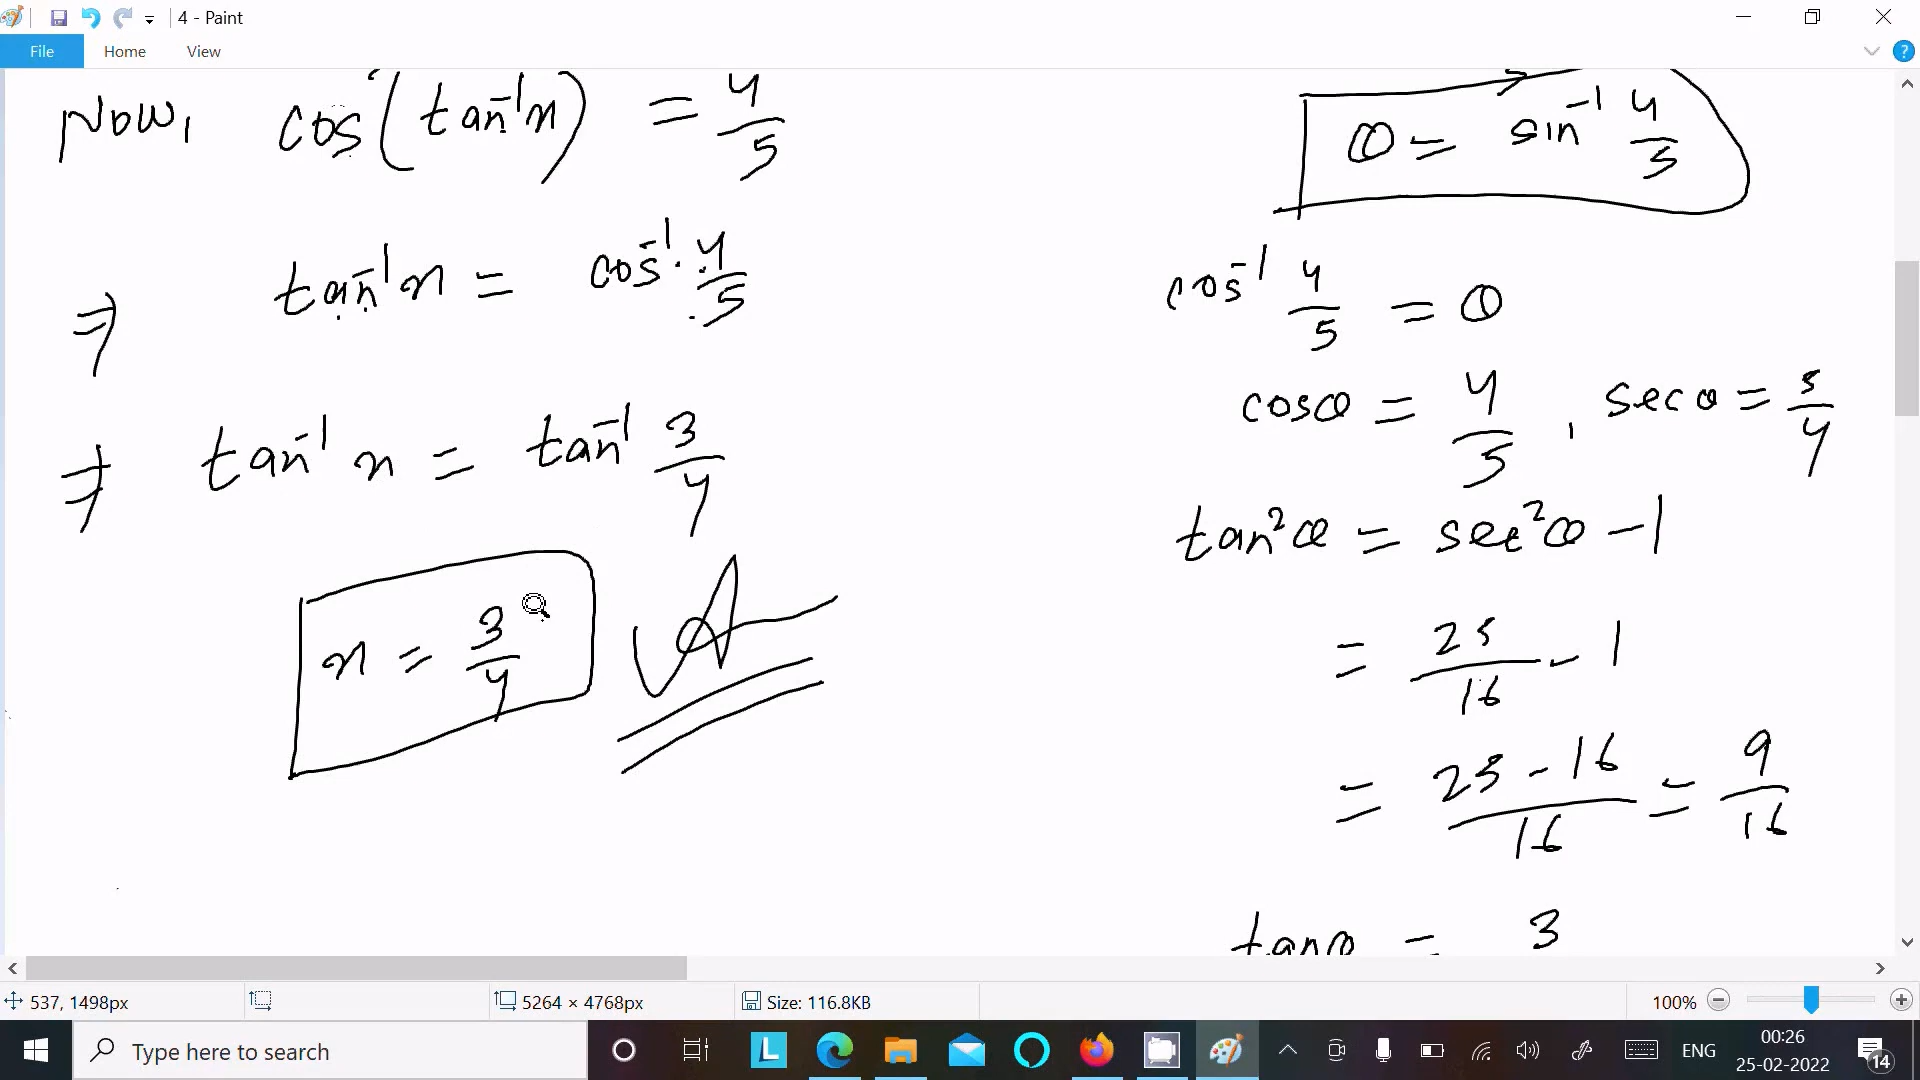 4 - Paint
File Home View
Now, cos(tan⁻¹x) = 4/5
⇒ tan⁻¹x = cos⁻¹ 4/5
⇒ tan⁻¹ x = tan⁻¹ 3/4
x = 3/4
θ = sin⁻¹ 4/5
cos⁻¹ 4/5 = θ
cosθ = 4/5 , secθ = 5/4
tan²θ = sec²θ - 1
= 25/16 - 1
= 25 - 16/16 = 9/16
tanθ = 3
537, 1498px
5264 × 4768px
Size: 116.8KB
100%
Type here to search
L
ENG
00:26
25-02-2022
14